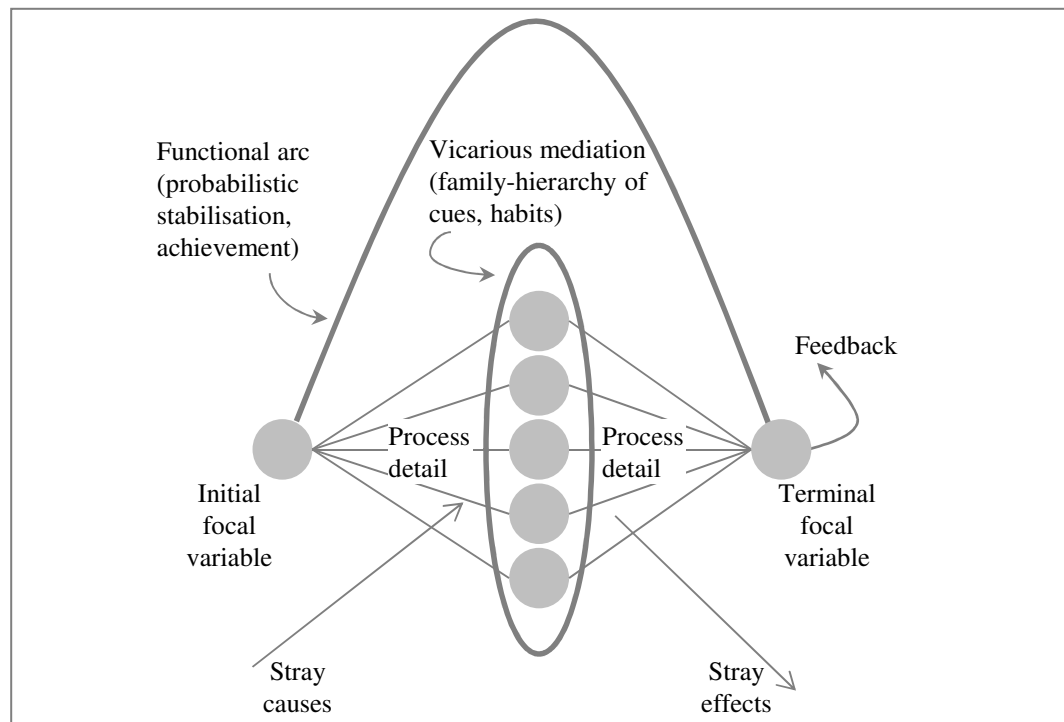 Functional arc
(probabilistic
stabilisation,
achievement)
Vicarious mediation
(family-hierarchy of
cues, habits)
Feedback
Process
detail
Process
detail
Initial
focal
variable
Terminal
focal
variable
Stray
causes
Stray
effects